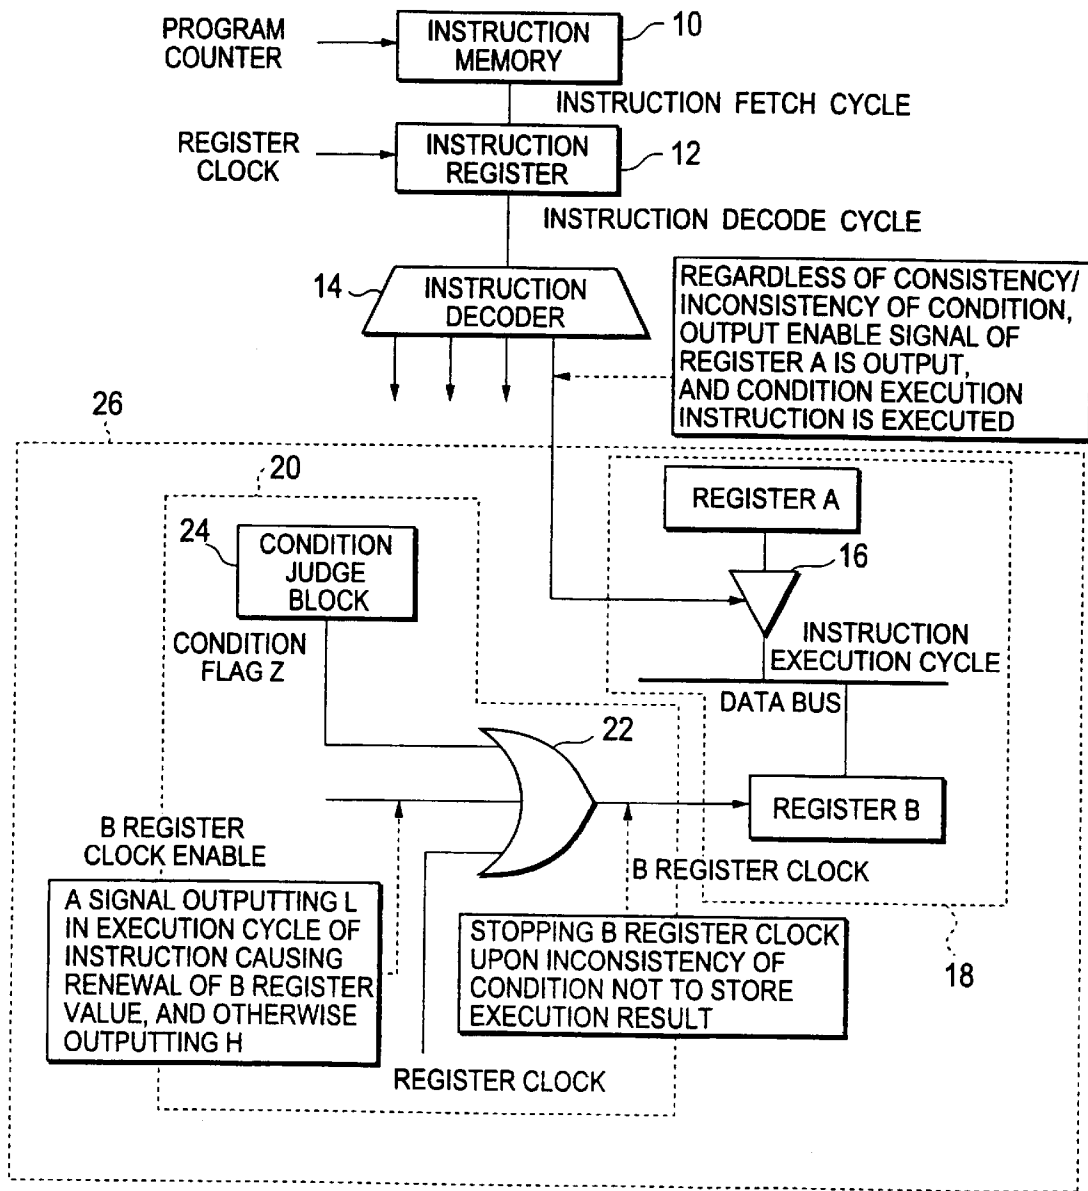 PROGRAM
COUNTER
INSTRUCTION
MEMORY
10
INSTRUCTION FETCH CYCLE
REGISTER
CLOCK
INSTRUCTION
REGISTER
12
INSTRUCTION DECODE CYCLE
14
INSTRUCTION
DECODER
REGARDLESS OF CONSISTENCY/
INCONSISTENCY OF CONDITION,
OUTPUT ENABLE SIGNAL OF
REGISTER A IS OUTPUT,
AND CONDITION EXECUTION
INSTRUCTION IS EXECUTED
26
20
REGISTER A
24
CONDITION
JUDGE
BLOCK
16
CONDITION
FLAG Z
INSTRUCTION
EXECUTION CYCLE
DATA BUS
22
REGISTER B
B REGISTER
CLOCK ENABLE
B REGISTER CLOCK
A SIGNAL OUTPUTTING L
IN EXECUTION CYCLE OF
INSTRUCTION CAUSING
RENEWAL OF B REGISTER
VALUE, AND OTHERWISE
OUTPUTTING H
STOPPING B REGISTER CLOCK
UPON INCONSISTENCY OF
CONDITION NOT TO STORE
EXECUTION RESULT
18
REGISTER CLOCK